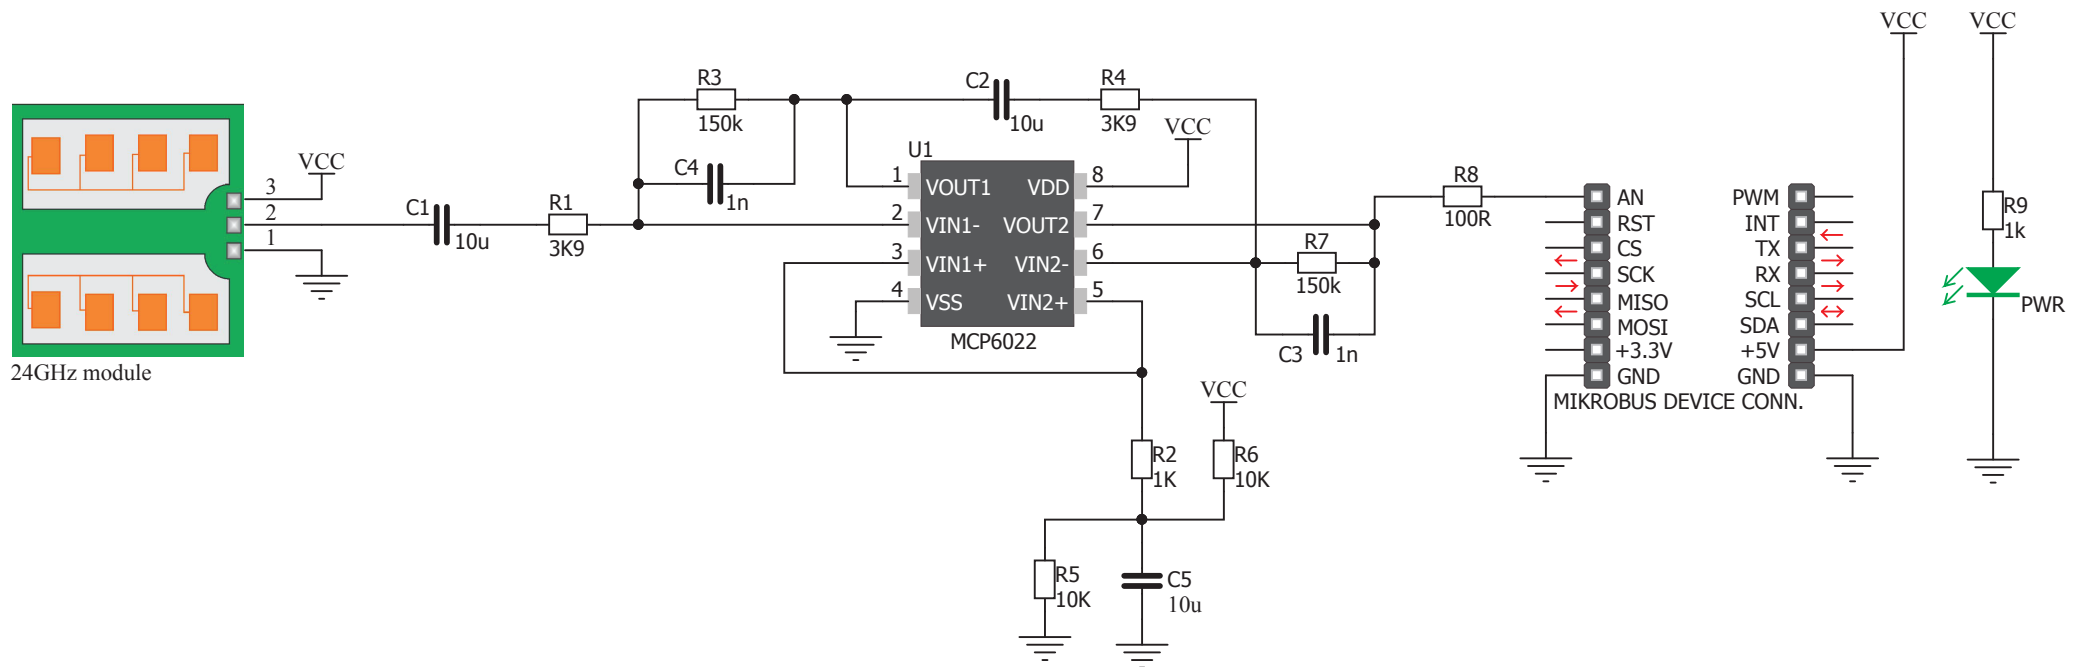 VCC
VCC
R3
150k
C2
10u
R4
3K9
VCC
U1
C4
1n
VCC
3
2
1
C1
10u
R1
3K9
1
2
3
4
VOUT1
VIN1-
VIN1+
VSS
VDD
VOUT2
VIN2-
VIN2+
8
7
6
5
MCP6022
R7
150k
C3
1n
R8
100R
AN
RST
CS
SCK
MISO
MOSI
+3.3V
GND
PWM
INT
TX
RX
SCL
SDA
+5V
GND
MIKROBUS DEVICE CONN.
R9
1k
PWR
24GHz module
VCC
R2
1K
R6
10K
R5
10K
C5
10u